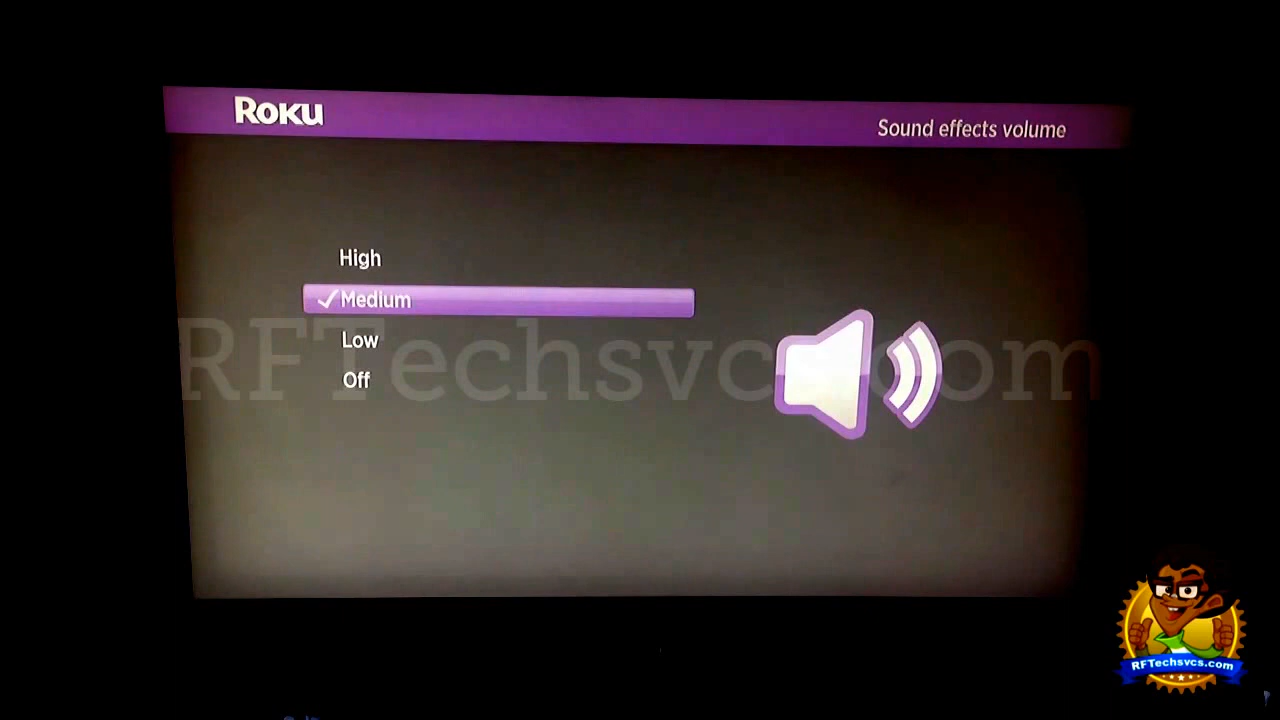 Roku
Sound effects volume
High
✓Medium
Low
Off
RFTechsvcs.com
RFTechsvcs.com